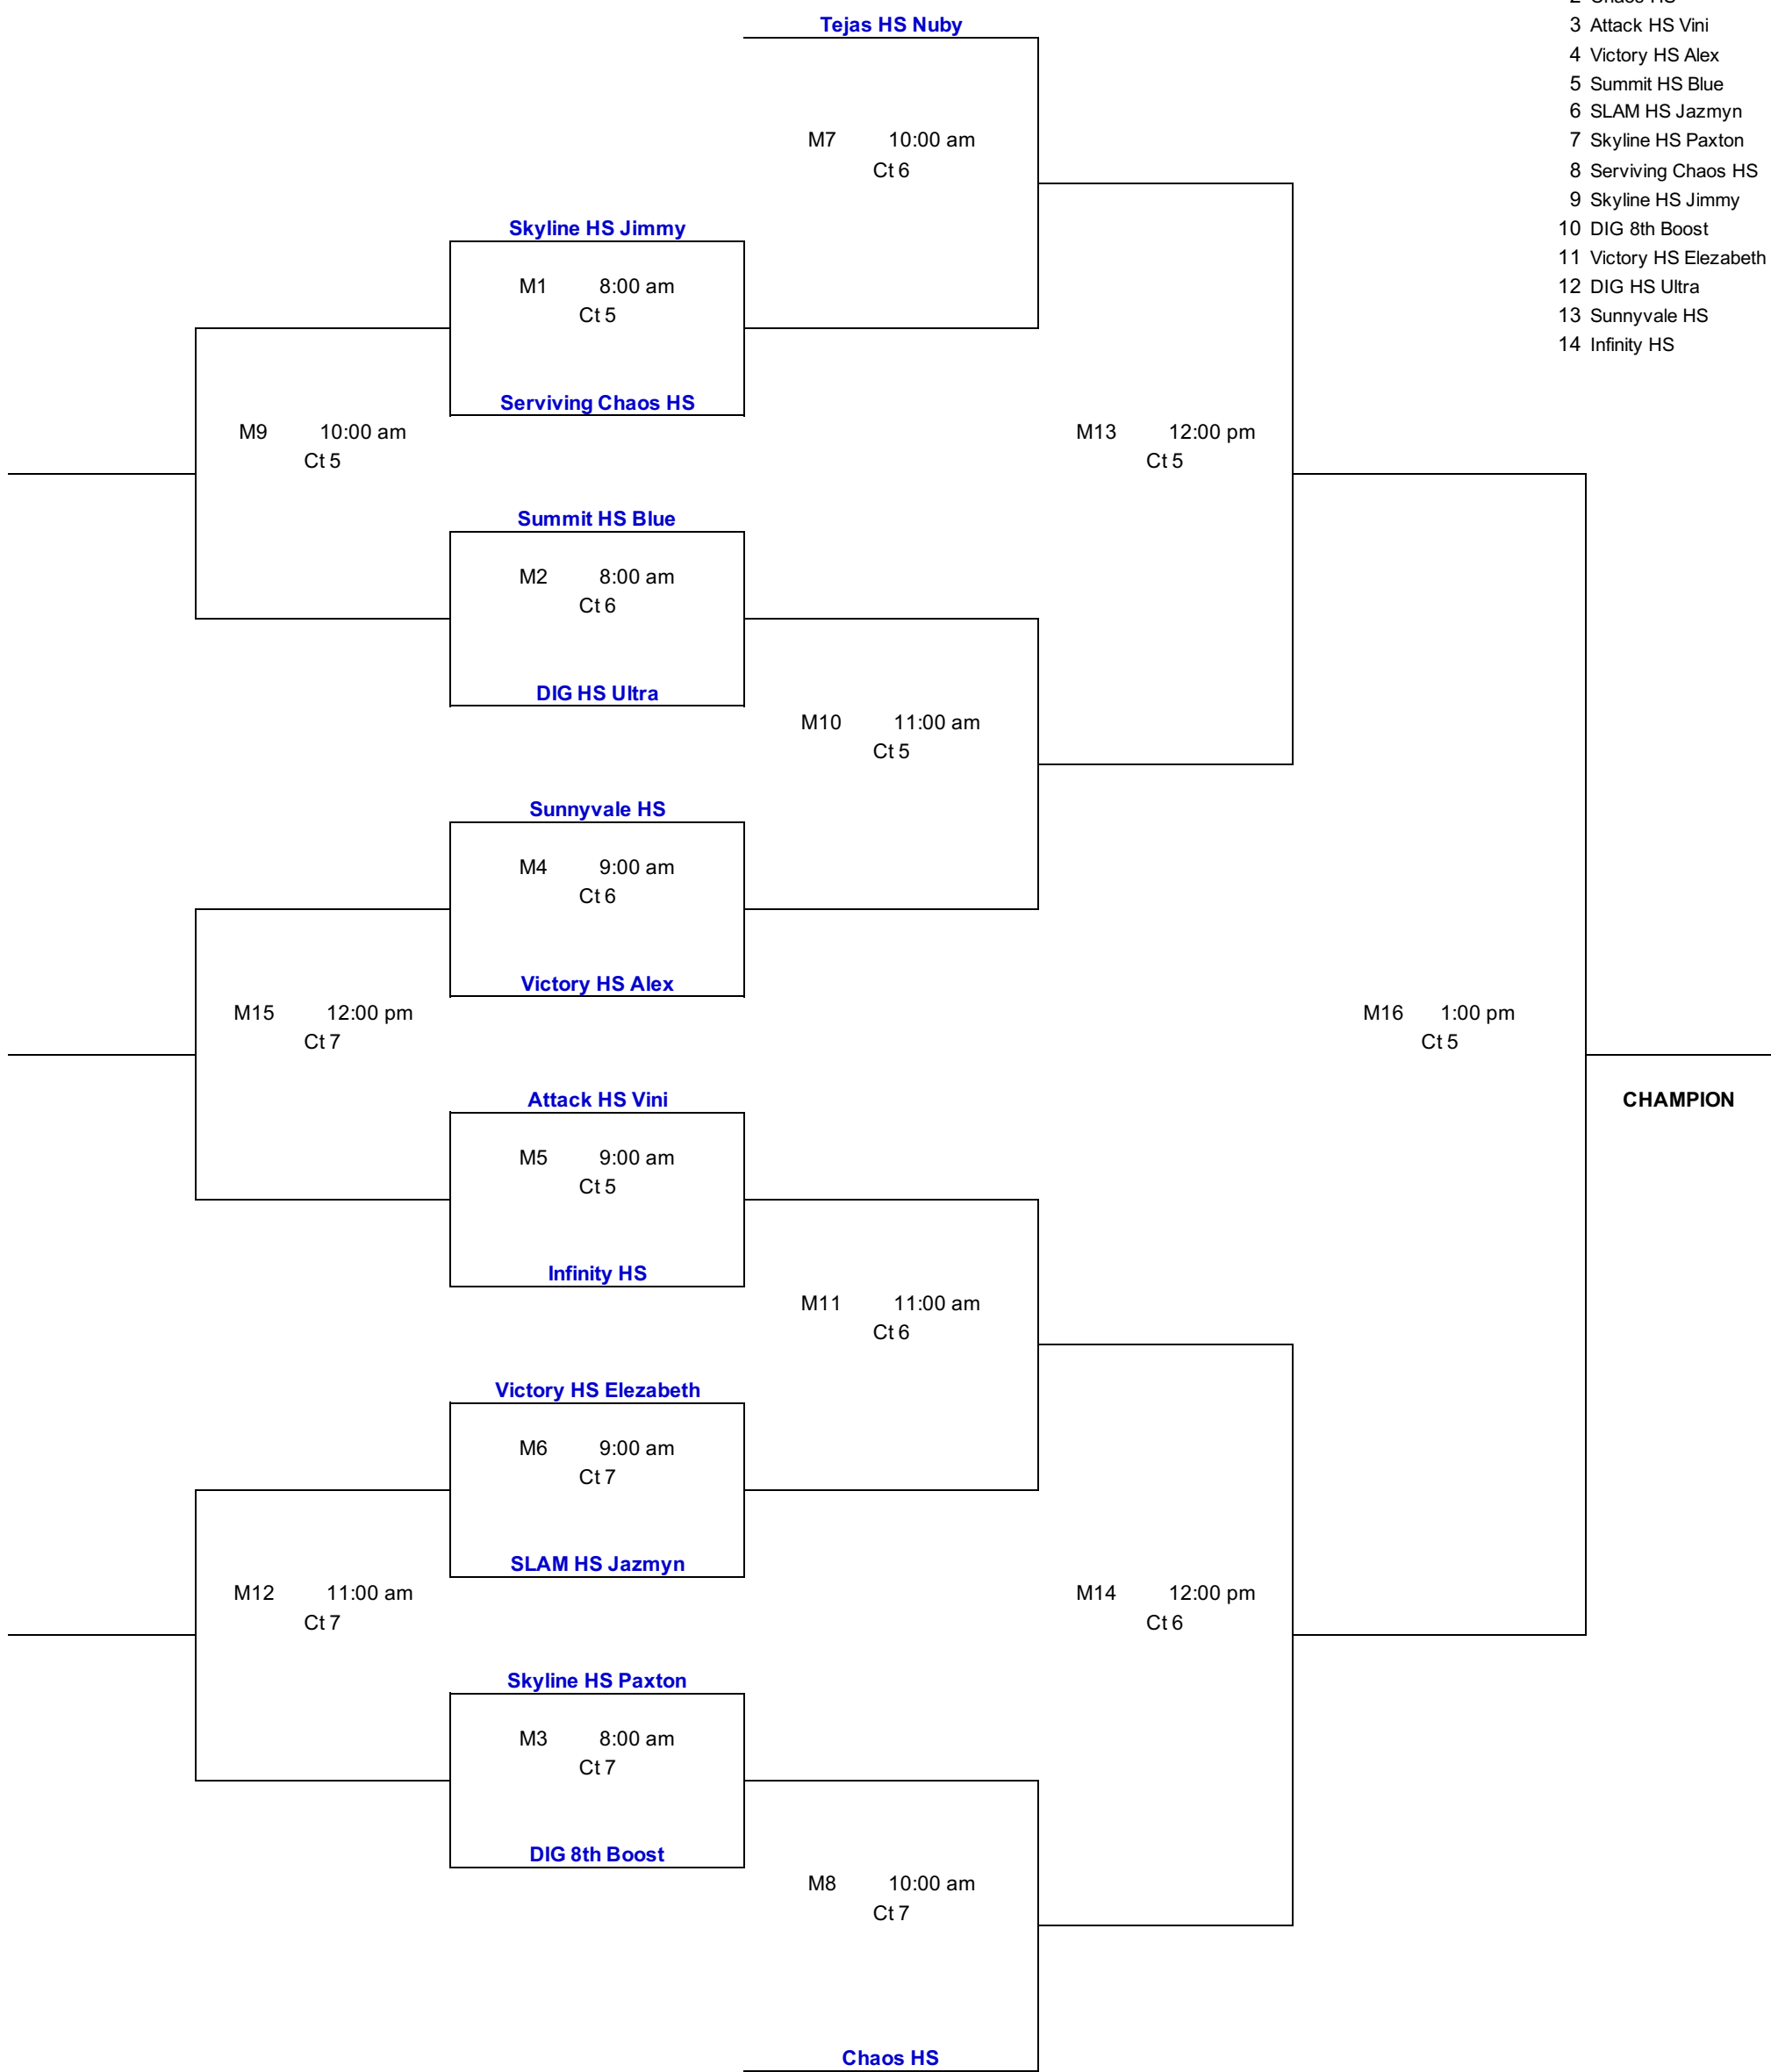 Tejas HS Nuby
3 Attack HS Vini
4 Victory HS Alex
5 Summit HS Blue
6 SLAM HS Jazmyn
7 Skyline HS Paxton
8 Serviving Chaos HS
9 Skyline HS Jimmy
10 DIG 8th Boost
11 Victory HS Elezabeth
12 DIG HS Ultra
13 Sunnyvale HS
14 Infinity HS
M7 10:00 am
Ct 6
Skyline HS Jimmy
M1 8:00 am
Ct 5
Serviving Chaos HS
M9 10:00 am
Ct 5
M13 12:00 pm
Ct 5
Summit HS Blue
M2 8:00 am
Ct 6
DIG HS Ultra
M10 11:00 am
Ct 5
Sunnyvale HS
M4 9:00 am
Ct 6
Victory HS Alex
M15 12:00 pm
Ct 7
M16 1:00 pm
Ct 5
Attack HS Vini
CHAMPION
M5 9:00 am
Ct 5
Infinity HS
M11 11:00 am
Ct 6
Victory HS Elezabeth
M6 9:00 am
Ct 7
SLAM HS Jazmyn
M12 11:00 am
Ct 7
M14 12:00 pm
Ct 6
Skyline HS Paxton
M3 8:00 am
Ct 7
DIG 8th Boost
M8 10:00 am
Ct 7
Chaos HS